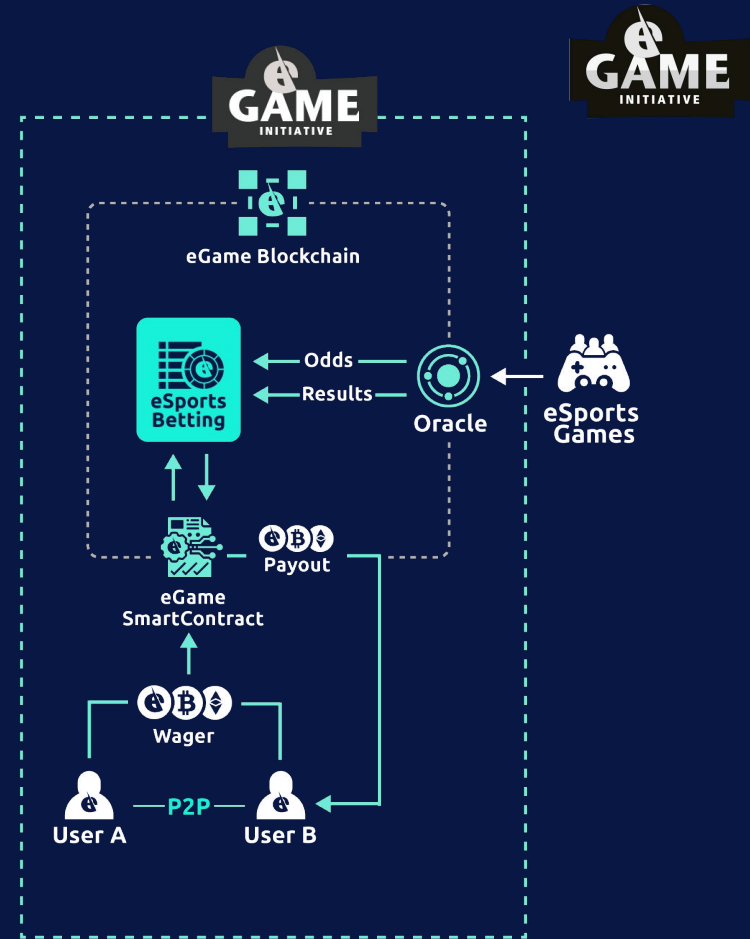 GAME
INITIATIVE
GAME
INITIATIVE
eGame Blockchain
Odds
Results
eSports
Betting
Oracle
eSports
Games
Payout
eGame
SmartContract
Wager
P2P
User A
User B